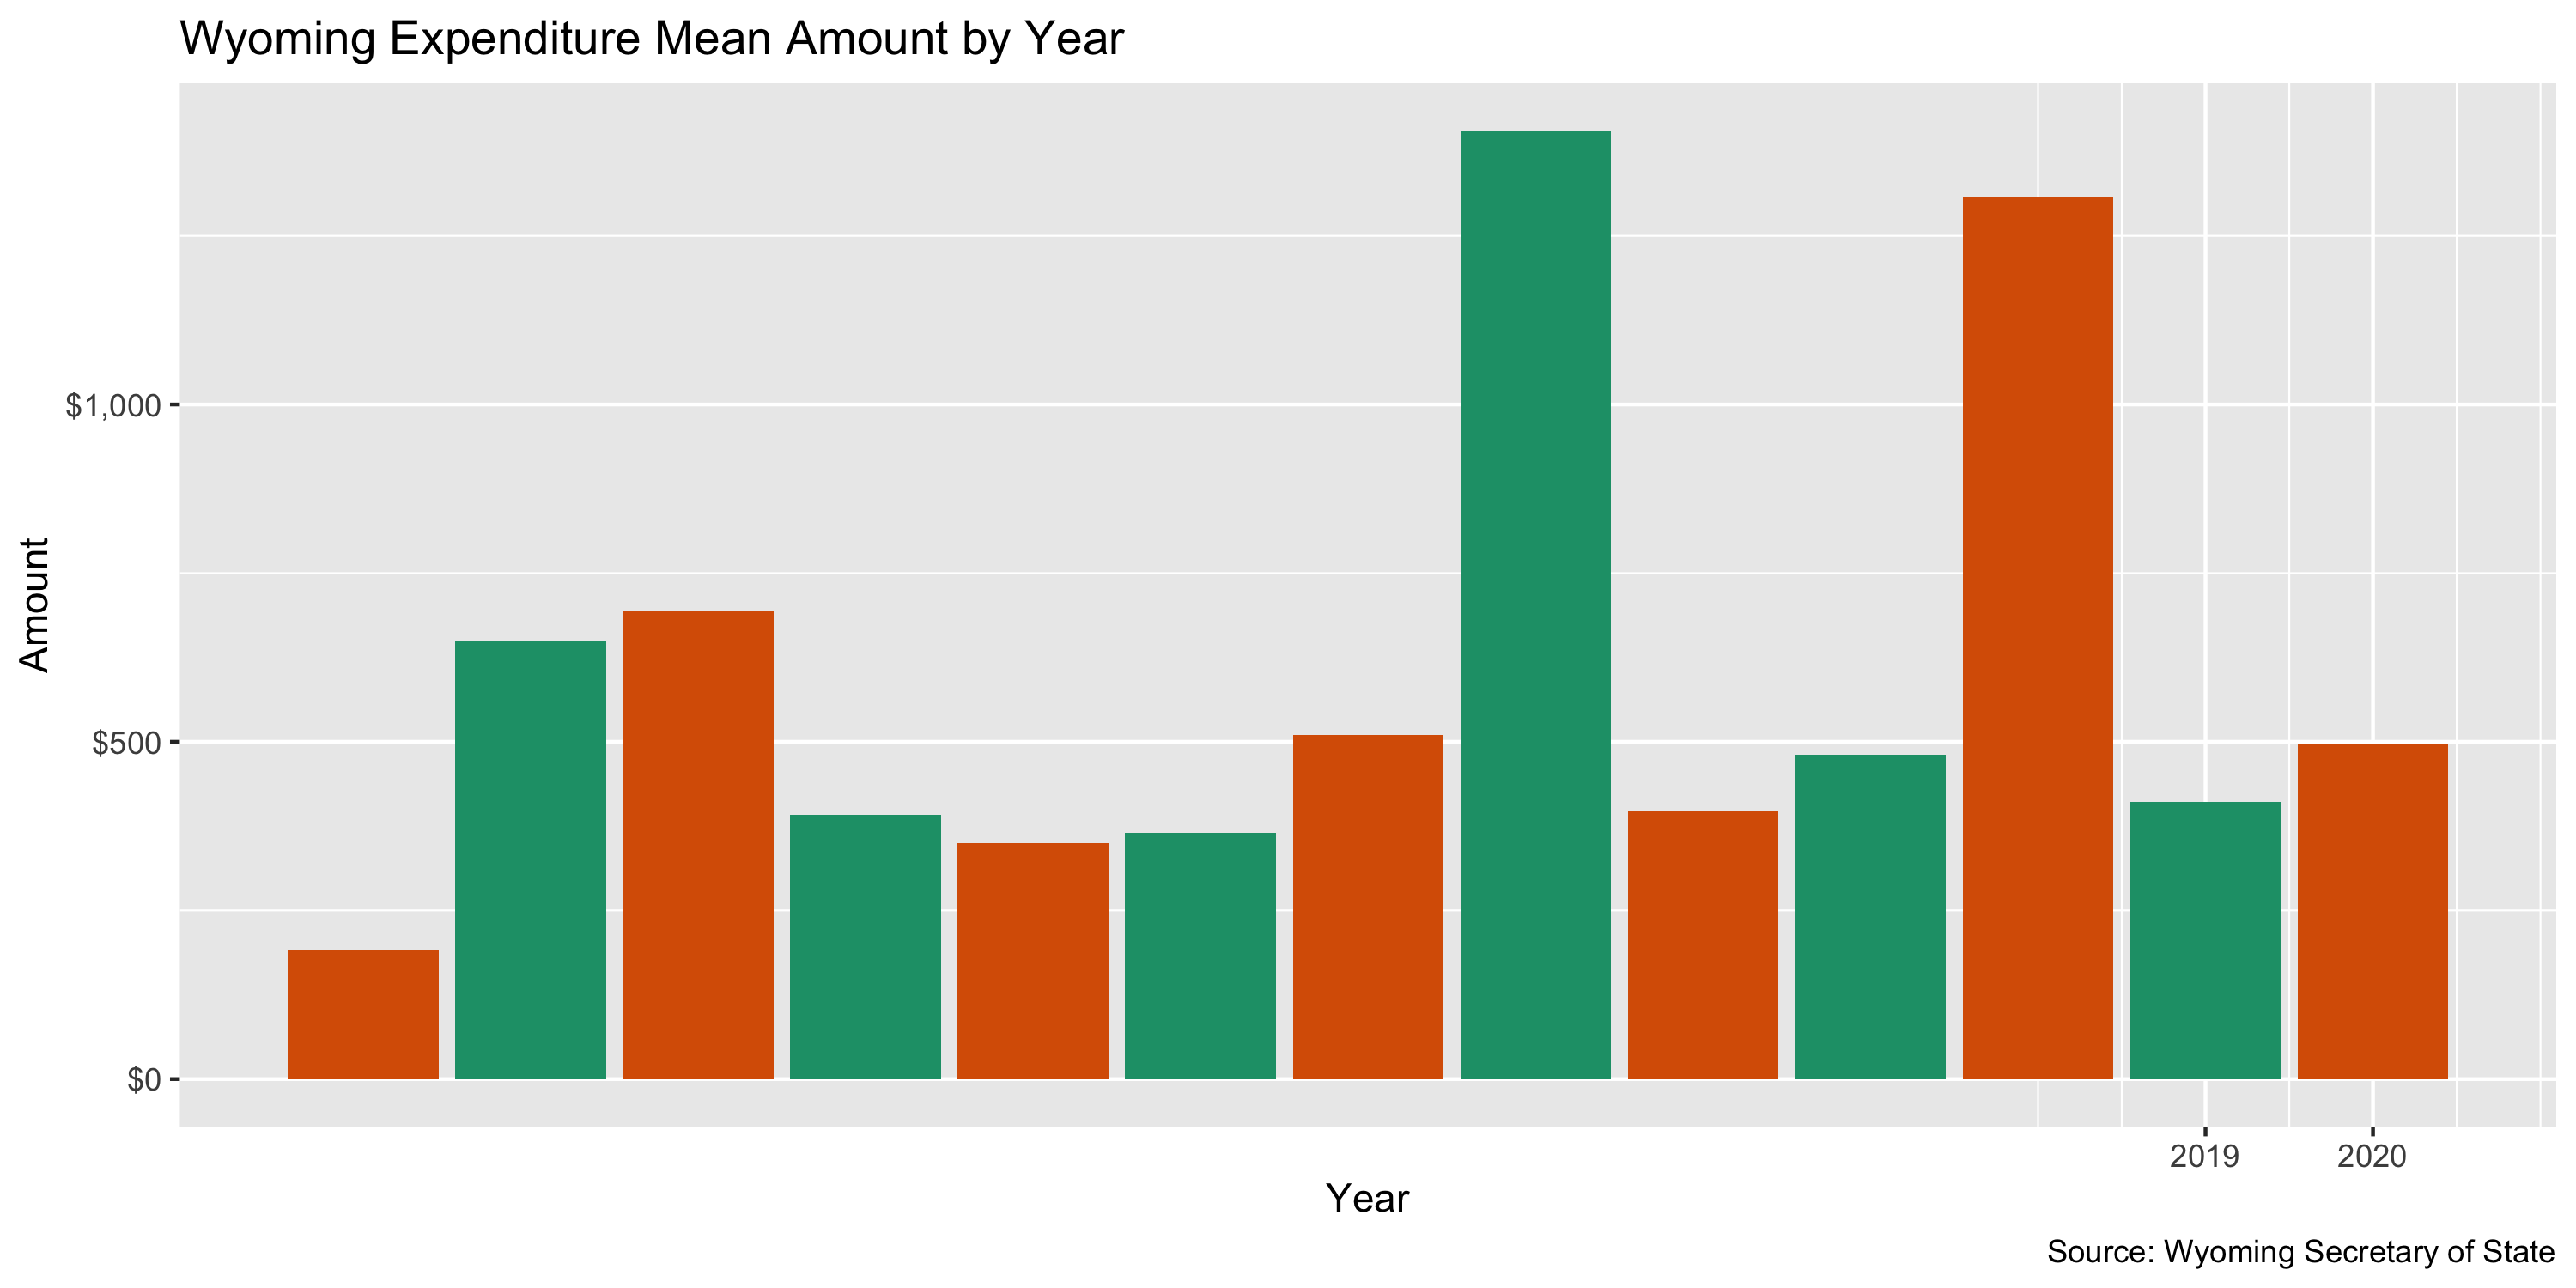 Wyoming Expenditure Mean Amount by Year
Amount
$1,000
$500
$0
2019 2020
Year
Source: Wyoming Secretary of State